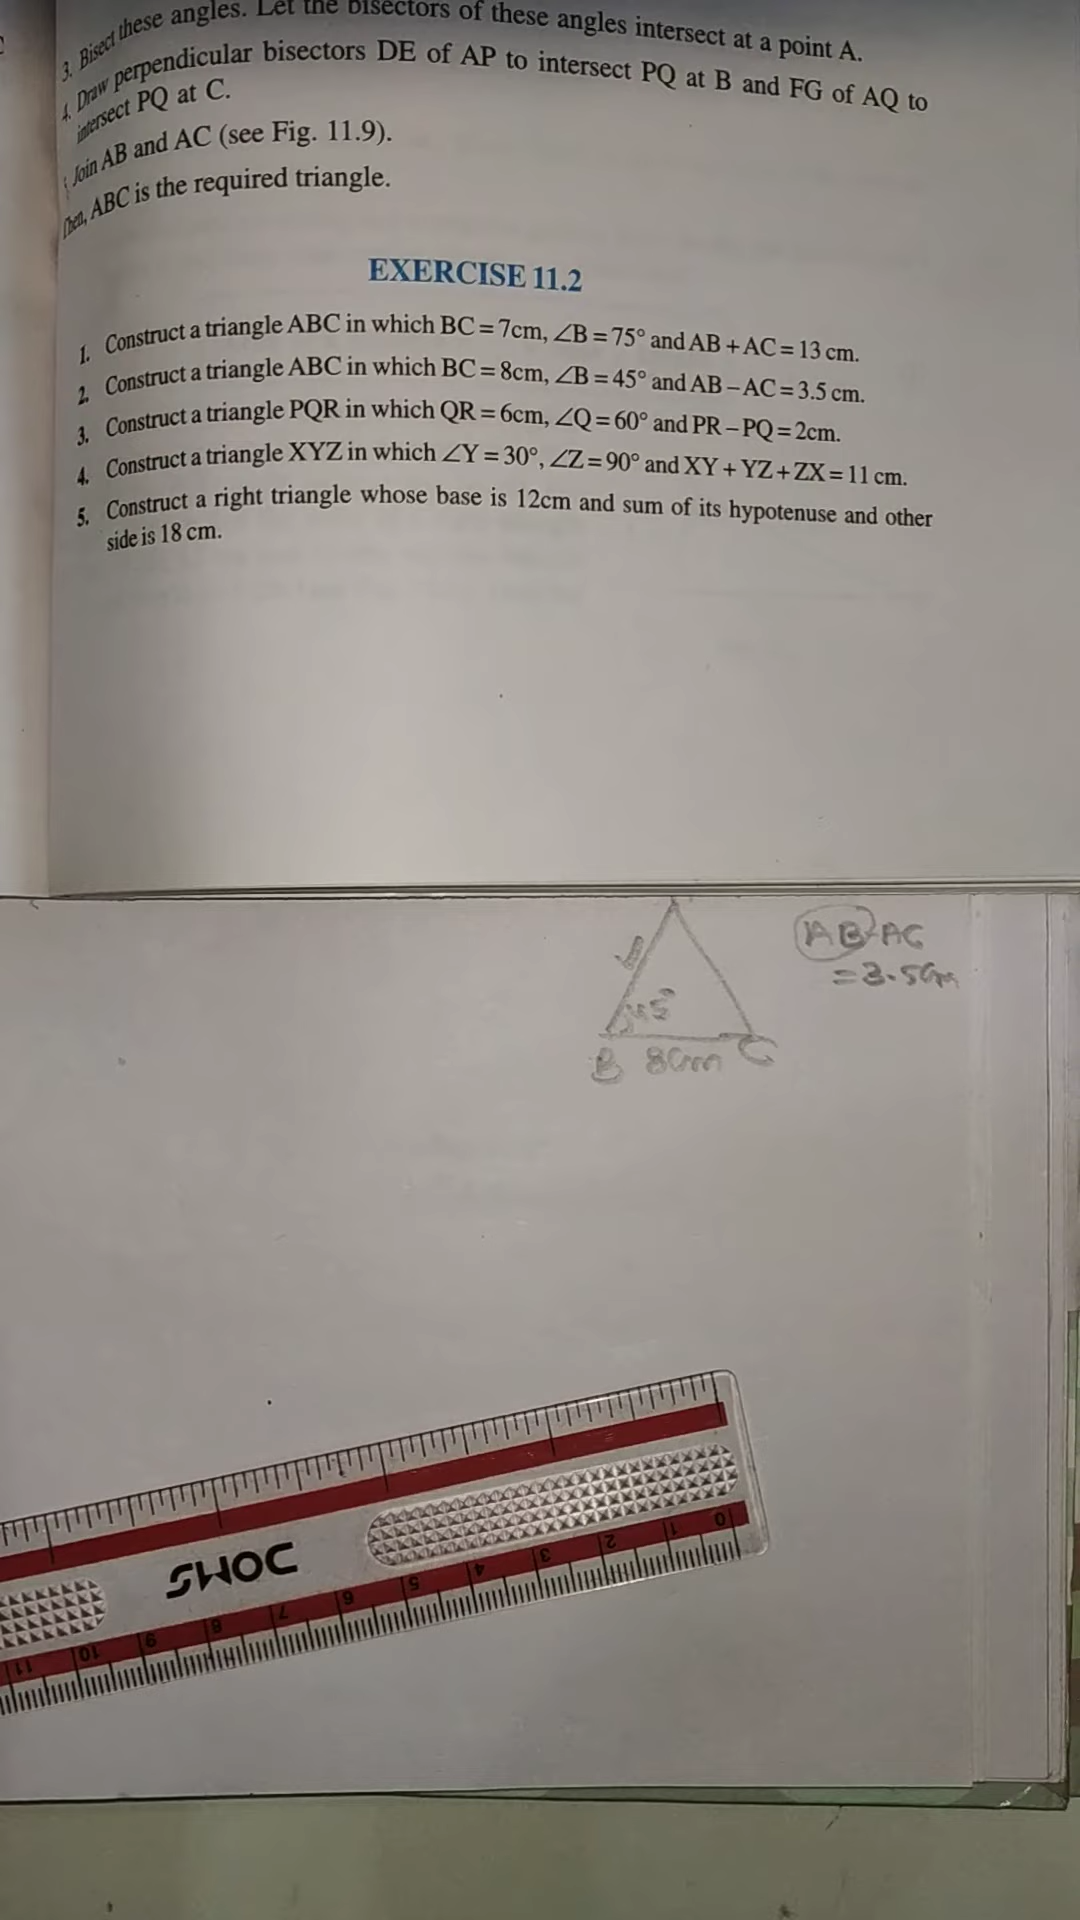 3. Bisect these angles. Let the bisectors of these angles intersect at a point A.
4. Draw perpendicular bisectors DE of AP to intersect PQ at B and FG of AQ to
intersect PQ at C.
Join AB and AC (see Fig. 11.9).
Then, ABC is the required triangle.
EXERCISE 11.2
1. Construct a triangle ABC in which BC = 7cm, ∠B = 75° and AB + AC = 13 cm.
2. Construct a triangle ABC in which BC = 8cm, ∠B = 45° and AB – AC = 3.5 cm.
3. Construct a triangle PQR in which QR = 6cm, ∠Q = 60° and PR – PQ = 2cm.
4. Construct a triangle XYZ in which ∠Y = 30°, ∠Z = 90° and XY + YZ + ZX = 11 cm.
5. Construct a right triangle whose base is 12cm and sum of its hypotenuse and other
side is 18 cm.
AB-AC
=3.5cm
45°
B 8cm C
DOMS
0 1 2 3 4 5 6 7 8 9 10 11